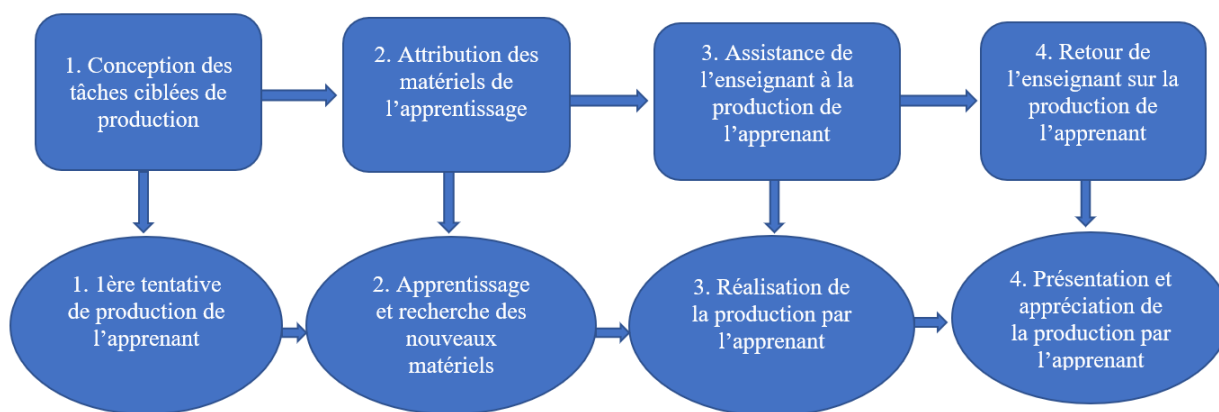 1. Conception des
tâches ciblées de
production
2. Attribution des
matériels de
l’apprentissage
3. Assistance de
l’enseignant à la
production de
l’apprenant
4. Retour de
l’enseignant sur la
production de
l’apprenant
1. 1ère tentative
de production de
l’apprenant
2. Apprentissage
et recherche des
nouveaux
matériels
3. Réalisation de
la production par
l’apprenant
4. Présentation et
appréciation de
la production par
l’apprenant